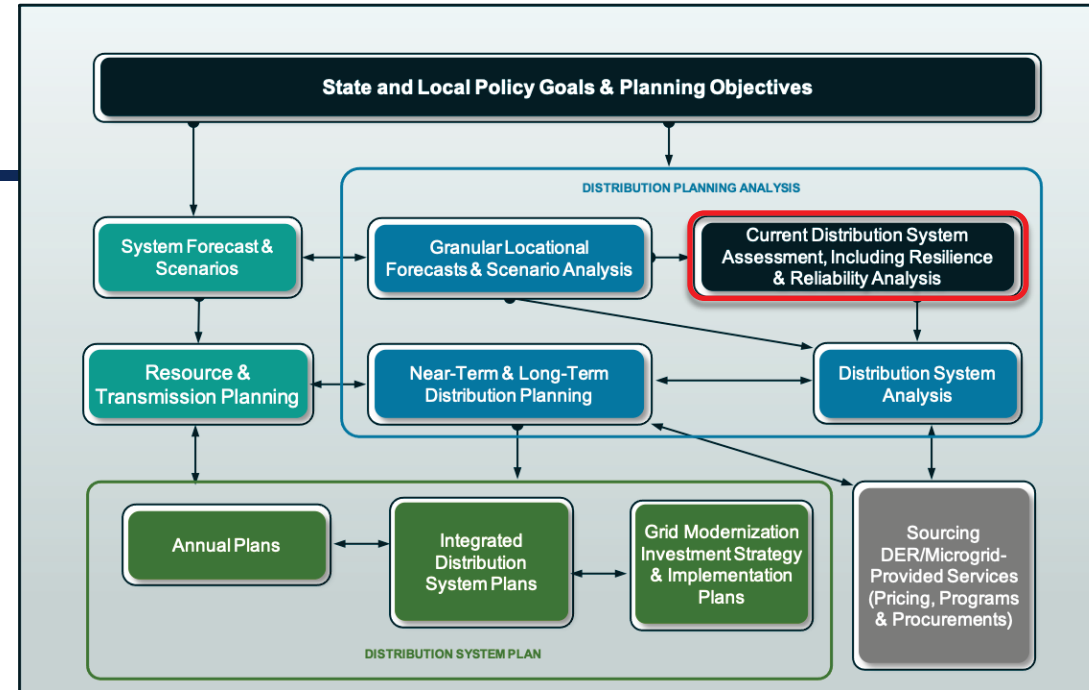 State and Local Policy Goals & Planning Objectives
DISTRIBUTION PLANNING ANALYSIS
System Forecast &
Scenarios
Granular Locational
Forecasts & Scenario Analysis
Current Distribution System
Assessment, Including Resilience
& Reliability Analysis
Resource &
Transmission Planning
Near-Term & Long-Term
Distribution Planning
Distribution System
Analysis
Annual Plans
Integrated
Distribution
System Plans
Grid Modernization
Investment Strategy
& Implementation
Plans
Sourcing
DER/Microgrid-
Provided Services
(Pricing, Programs
& Procurements)
DISTRIBUTION SYSTEM PLAN